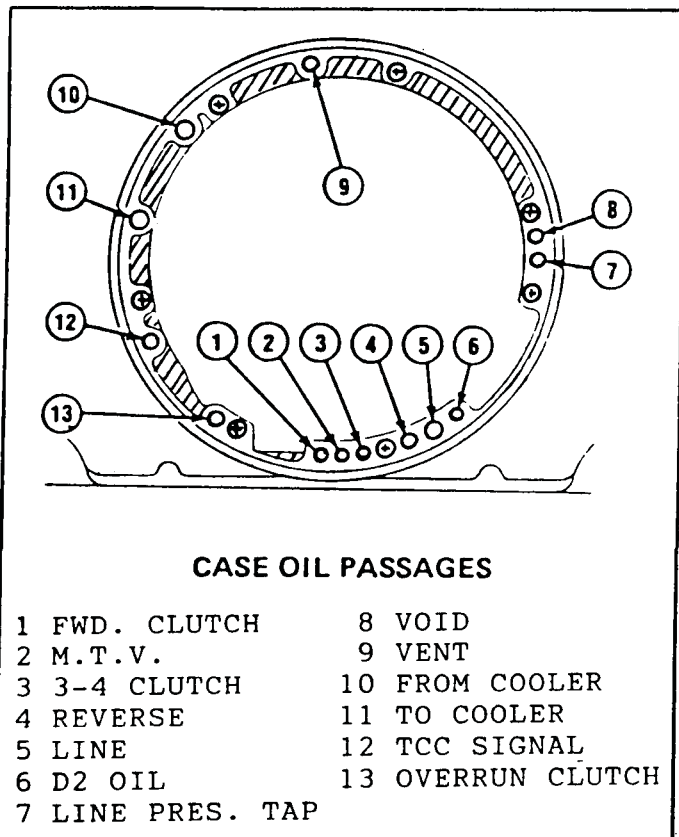 10
9
11
8
7
12
1
2
3
4
5
6
13
CASE OIL PASSAGES
1 FWD. CLUTCH
2 M.T.V.
3 3-4 CLUTCH
4 REVERSE
5 LINE
6 D2 OIL
7 LINE PRES. TAP
8 VOID
9 VENT
10 FROM COOLER
11 TO COOLER
12 TCC SIGNAL
13 OVERRUN CLUTCH